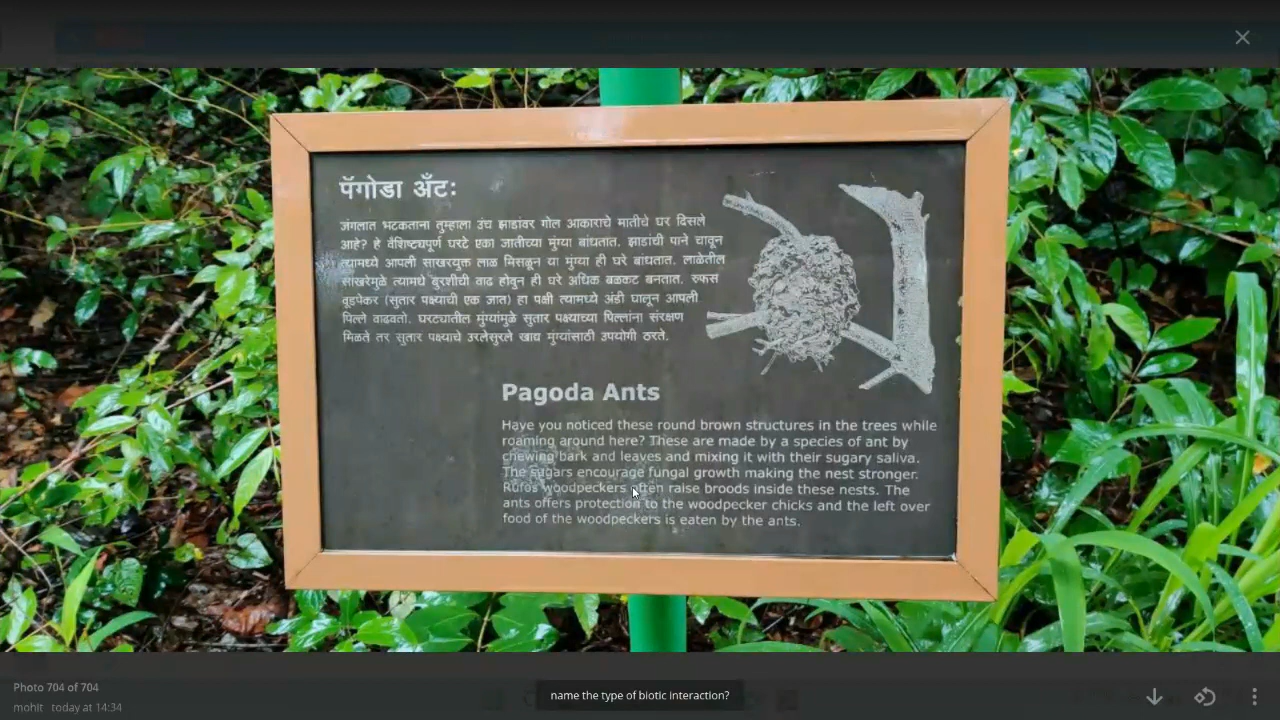 पॅगोडा अँट:
जंगलात भटकताना तुम्हाला उंच झाडांवर गोल आकाराचे मातीचे घर दिसले
आहे? हे वैशिष्ट्यपूर्ण घरटे एका जातीच्या मुंग्या बांधतात. झाडांची पाने चावून
त्यामध्ये आपली साखरयुक्त लाळ मिसळून या मुंग्या ही घरे बांधतात. लाळेतील
साखरेमुळे त्यामधे बुरशीची वाढ होवुन ही घरे अधिक बळकट बनतात. रुफस
वुडपेकर (सुतार पक्ष्याची एक जात) हा पक्षी त्यामध्ये अंडी घालून आपली
पिल्ले वाढवतो. घरट्यातील मुंग्यांमुळे सुतार पक्ष्याच्या पिल्लांना संरक्षण
मिळते तर सुतार पक्ष्याचे उरलेसुरले खाद्य मुंग्यांसाठी उपयोगी ठरते.
Pagoda Ants
Have you noticed these round brown structures in the trees while
roaming around here? These are made by a species of ant by
chewing bark and leaves and mixing it with their sugary saliva.
The sugars encourage fungal growth making the nest stronger.
Rufos woodpeckers often raise broods inside these nests. The
ants offers protection to the woodpecker chicks and the left over
food of the woodpeckers is eaten by the ants.
Photo 704 of 704
mohit today at 14:34
name the type of biotic interaction?